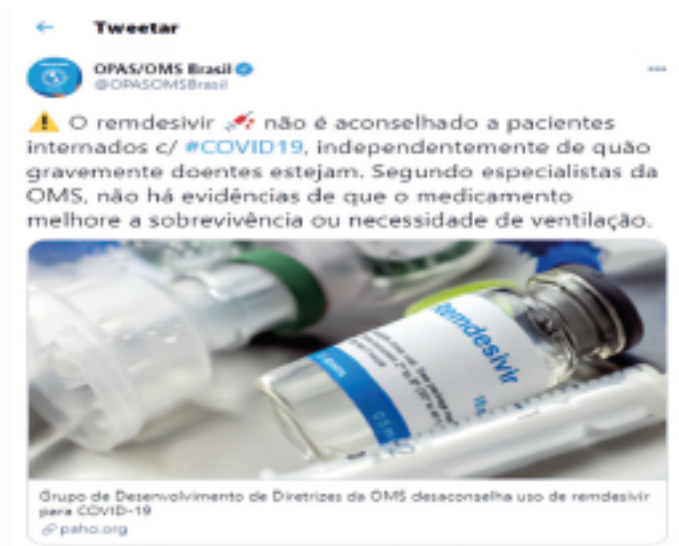 Tweetar
OPAS/OMS Brasil
@OPASOMSBrasil
O remdesivir não é aconselhado a pacientes
internados c/ #COVID19, independentemente de quão
gravemente doentes estejam. Segundo especialistas da
OMS, não há evidências de que o medicamento
melhore a sobrevivência ou necessidade de ventilação.
remdesivir
Grupo de Desenvolvimento de Diretrizes da OMS desaconselha uso de remdesivir
para COVID-19
paho.org